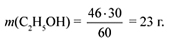 m(C₂H₅OH) = 46·30/60 = 23 г.